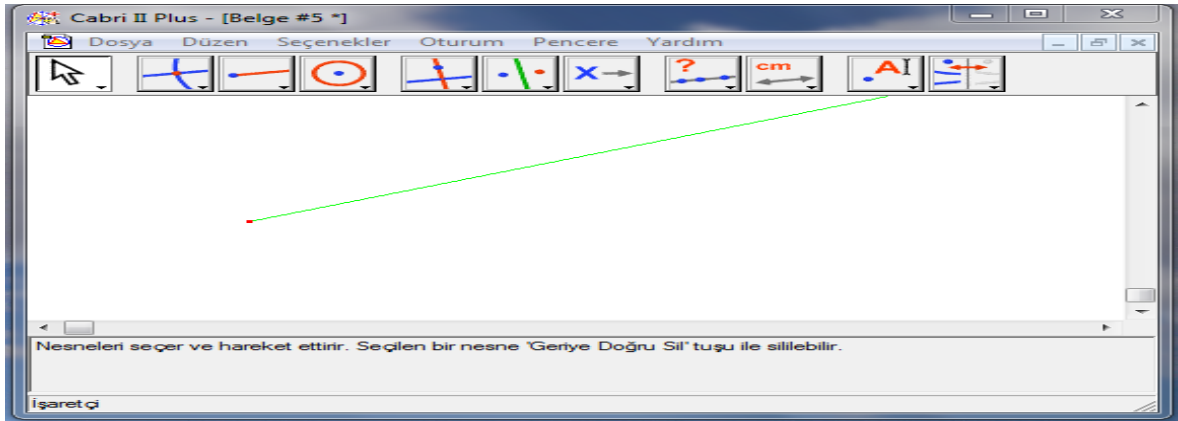 Cabri II Plus - [Belge #5 *]
Dosya Düzen Seçenekler Oturum Pencere Yardım
X ? cm A
Nesneleri seçer ve hareket ettirir. Seçilen bir nesne 'Geriye Doğru Sil' tuşu ile sililebilir.
İşaretçi